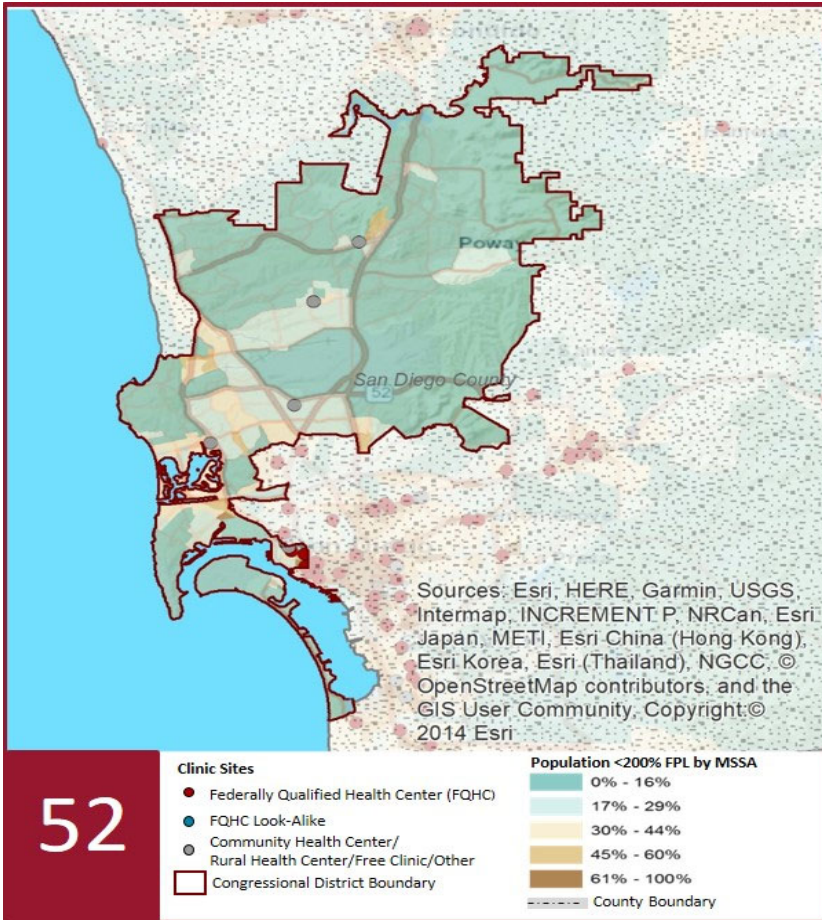 Poway
San Diego County
52
Sources: Esri, HERE, Garmin, USGS,
Intermap, INCREMENT P, NRCan, Esri
Japan, METI, Esri China (Hong Kong),
Esri Korea, Esri (Thailand), NGCC, ©
OpenStreetMap contributors, and the
GIS User Community, Copyright:©
2014 Esri
52
Clinic Sites
Federally Qualified Health Center (FQHC)
FQHC Look-Alike
Community Health Center/
Rural Health Center/Free Clinic/Other
Congressional District Boundary
Population <200% FPL by MSSA
0% - 16%
17% - 29%
30% - 44%
45% - 60%
61% - 100%
County Boundary